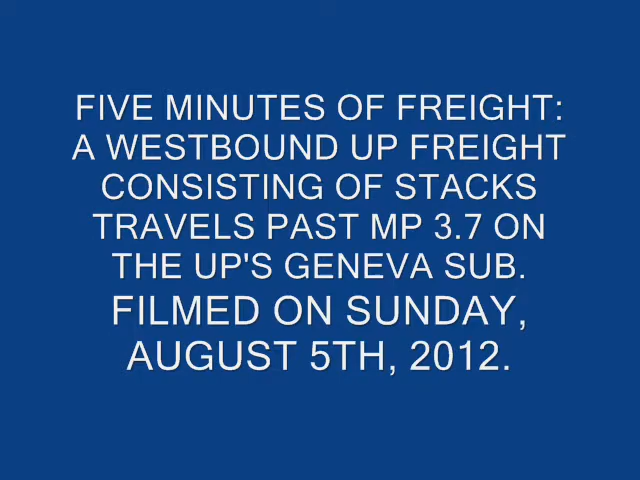 FIVE MINUTES OF FREIGHT:
A WESTBOUND UP FREIGHT
CONSISTING OF STACKS
TRAVELS PAST MP 3.7 ON
THE UP'S GENEVA SUB.
FILMED ON SUNDAY,
AUGUST 5TH, 2012.